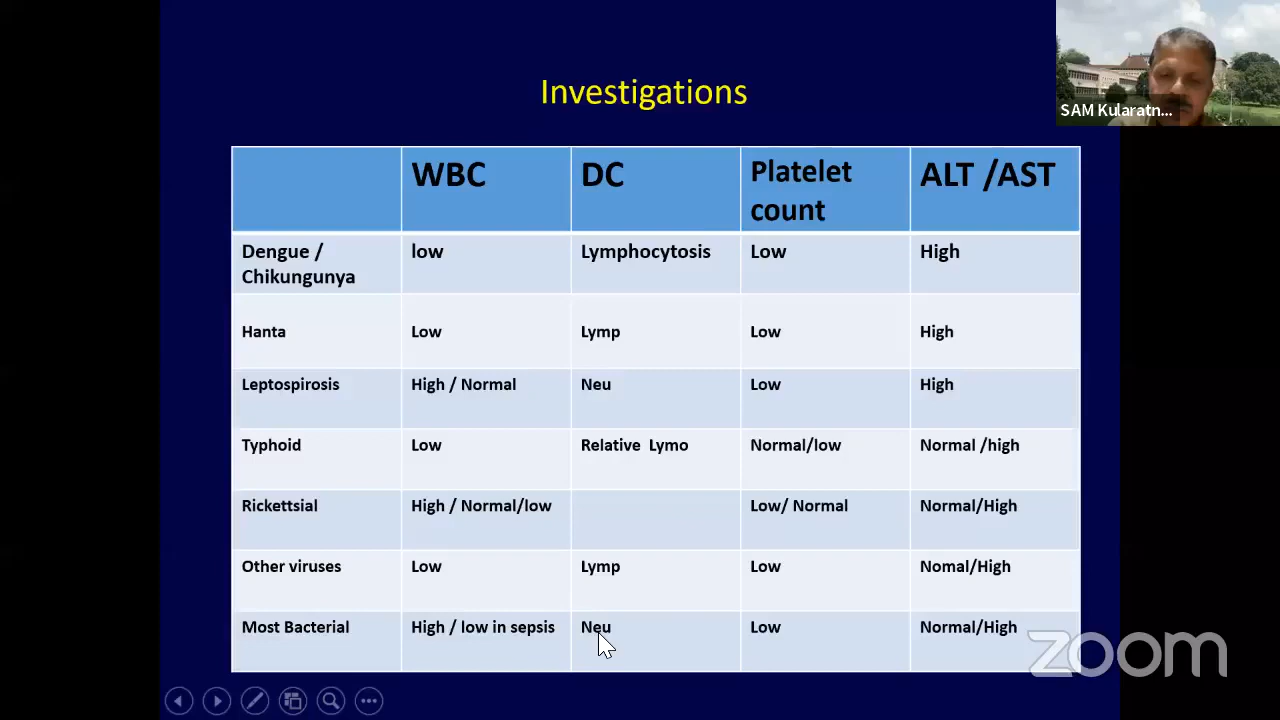 SAM Kularatn...
Investigations
WBC DC Platelet count ALT /AST
Dengue / Chikungunya low Lymphocytosis Low High
Hanta Low Lymp Low High
Leptospirosis High / Normal Neu Low High
Typhoid Low Relative Lymo Normal/low Normal /high
Rickettsial High / Normal/low Low/ Normal Normal/High
Other viruses Low Lymp Low Nomal/High
Most Bacterial High / low in sepsis Neu Low Normal/High
zoom